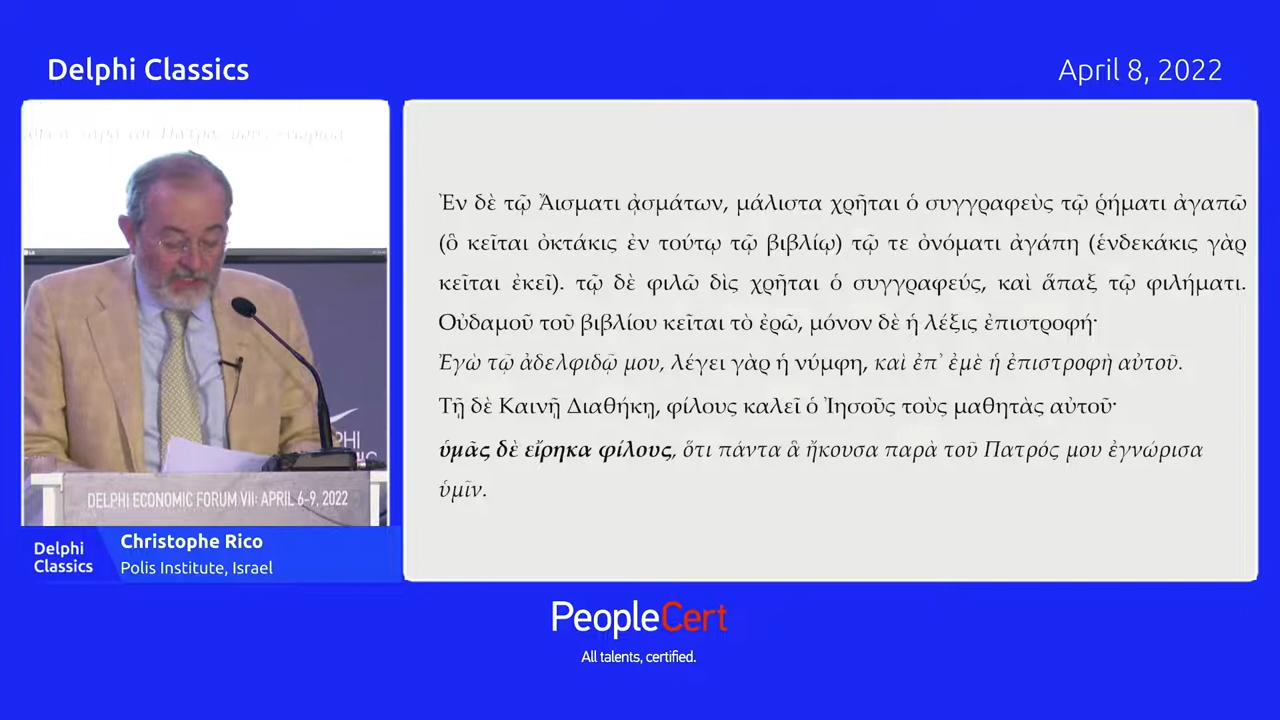 Delphi Classics
April 8, 2022
Ἐν δὲ τῷ Ἄισματι ᾀσμάτων, μάλιστα χρῆται ὁ συγγραφεὺς τῷ ῥήματι ἀγαπῶ
(ὃ κεῖται ὀκτάκις ἐν τούτῳ τῷ βιβλίῳ) τῷ τε ὀνόματι ἀγάπη (ἑνδεκάκις γὰρ
κεῖται ἐκεῖ). τῷ δὲ φιλῶ δὶς χρῆται ὁ συγγραφεύς, καὶ ἅπαξ τῷ φιλήματι.
Οὐδαμοῦ τοῦ βιβλίου κεῖται τὸ ἐρῶ, μόνον δὲ ἡ λέξις ἐπιστροφή·
Ἐγὼ τῷ ἀδελφιδῷ μου, λέγει γὰρ ἡ νύμφη, καὶ ἐπ᾽ ἐμὲ ἡ ἐπιστροφὴ αὐτοῦ.
Τῇ δὲ Καινῇ Διαθήκῃ, φίλους καλεῖ ὁ Ἰησοῦς τοὺς μαθητὰς αὐτοῦ·
ὑμᾶς δὲ εἴρηκα φίλους, ὅτι πάντα ἃ ἤκουσα παρὰ τοῦ Πατρός μου ἐγνώρισα
ὑμῖν.
DELPHI ECONOMIC FORUM VII: APRIL 6-9, 2022
Delphi
Classics
Christophe Rico
Polis Institute, Israel
PeopleCert
All talents, certified.